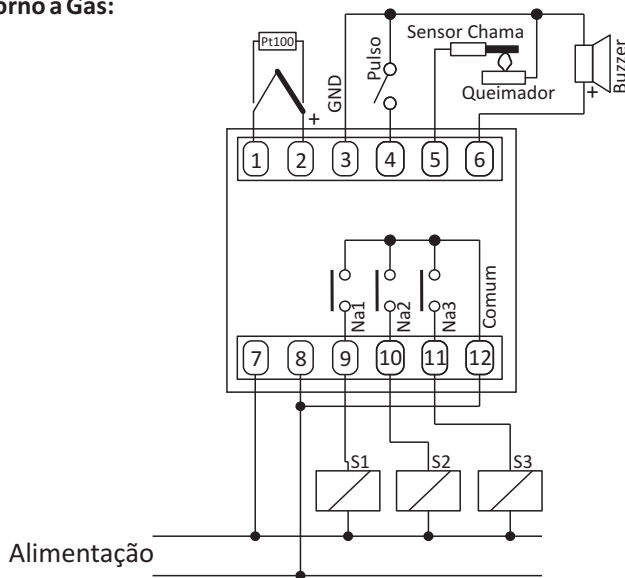 orno a Gás:
Pt100
+
GND
Pulso
Sensor Chama
Queimador
+
Buzzer
1 2 3 4 5 6
Na1 Na2 Na3 Comum
7 8 9 10 11 12
S1 S2 S3
Alimentação